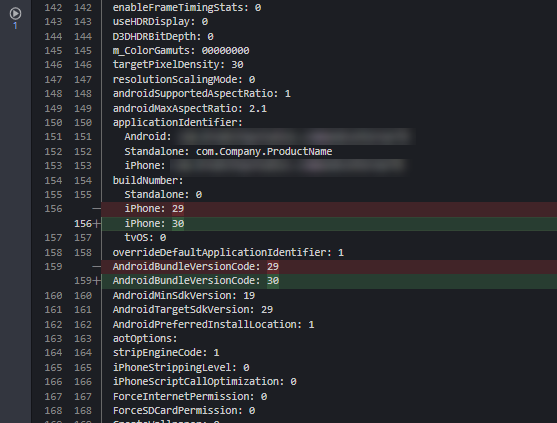 1
142 142 enableFrameTimingStats: 0
143 143 useHDRDisplay: 0
144 144 D3DHDRBitDepth: 0
145 145 m_ColorGamuts: 00000000
146 146 targetPixelDensity: 30
147 147 resolutionScalingMode: 0
148 148 androidSupportedAspectRatio: 1
149 149 androidMaxAspectRatio: 2.1
150 150 applicationIdentifier:
151 151 Android:
152 152 Standalone: com.Company.ProductName
153 153 iPhone:
154 154 buildNumber:
155 155 Standalone: 0
156 — iPhone: 29
156+ iPhone: 30
157 157 tvOS: 0
158 158 overrideDefaultApplicationIdentifier: 1
159 — AndroidBundleVersionCode: 29
159+ AndroidBundleVersionCode: 30
160 160 AndroidMinSdkVersion: 19
161 161 AndroidTargetSdkVersion: 29
162 162 AndroidPreferredInstallLocation: 1
163 163 aotOptions:
164 164 stripEngineCode: 1
165 165 iPhoneStrippingLevel: 0
166 166 iPhoneScriptCallOptimization: 0
167 167 ForceInternetPermission: 0
168 168 ForceSDCardPermission: 0